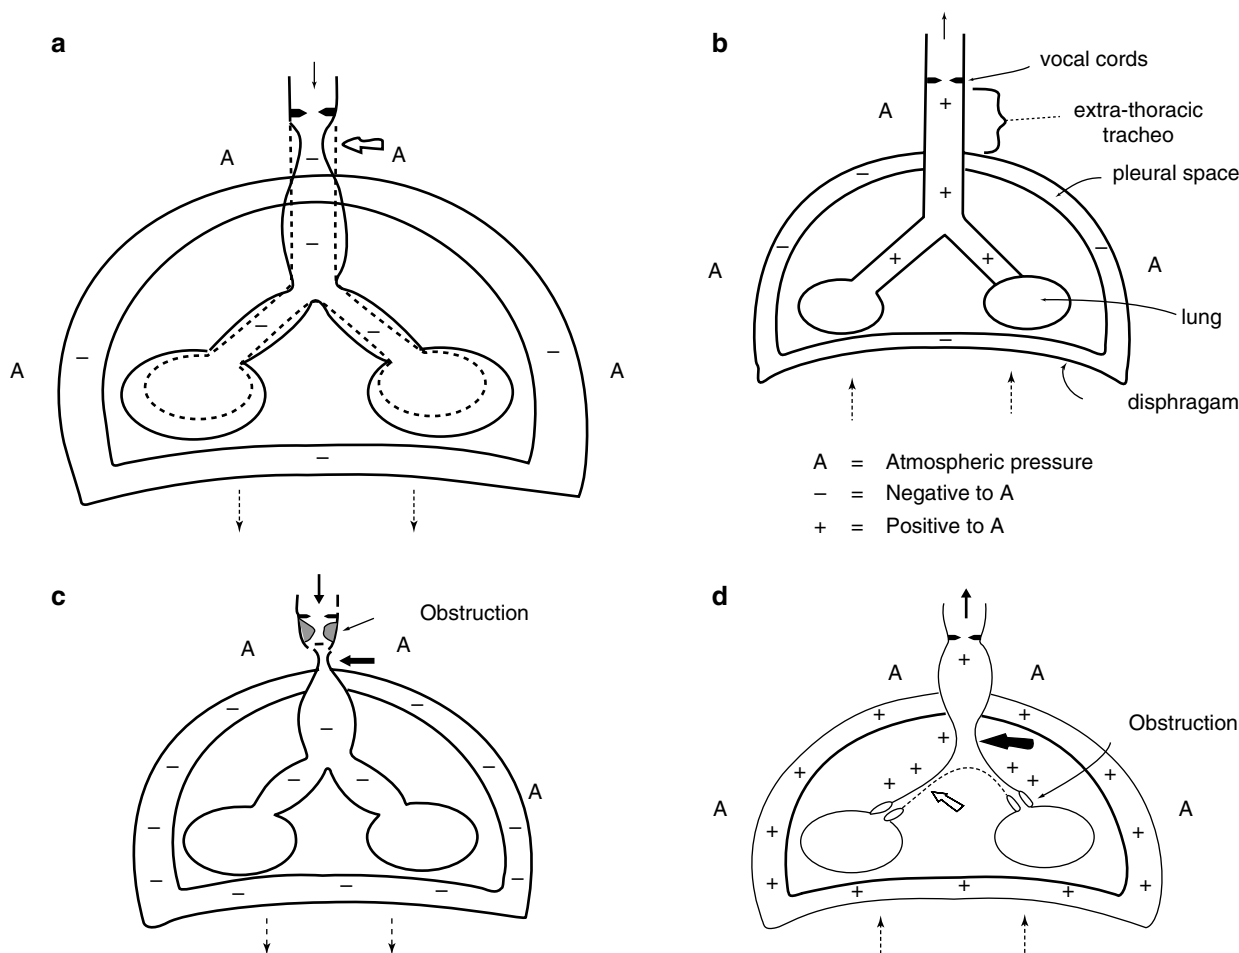 a
A
A
–
–
–
–
–
–
–
A
A
b
vocal cords
A
+
extra-thoracic
tracheo
–
pleural space
+
–
–
+
+
A
A
lung
–
disphragam
A = Atmospheric pressure
– = Negative to A
+ = Positive to A
c
Obstruction
A
A
–
–
–
–
–
–
–
–
A
–
–
–
–
–
–
–
d
+
A
A
+
+
Obstruction
+
+
+
+
+
+
+
A
A
+
+
+
+
+
+
+